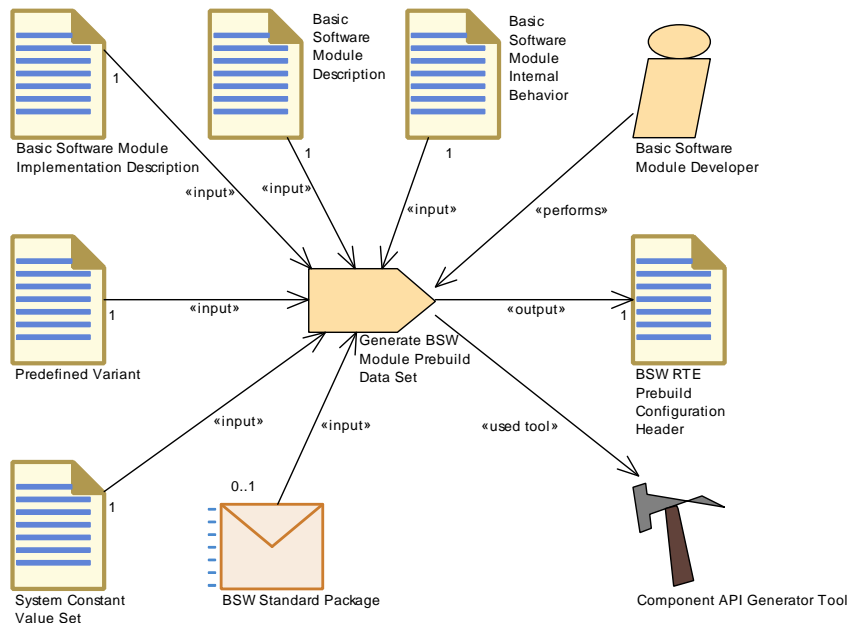 Basic
Software
Module
Description
Basic
Software
Module
Internal
Behavior
1
Basic Software Module
Implementation Description
1
1
Basic Software
Module Developer
«input»
«input»
«input»
«performs»
1
«input»
Generate BSW
Module Prebuild
Data Set
«output»
1
Predefined Variant
BSW RTE
Prebuild
Configuration
Header
«input»
«input»
«used tool»
1
0..1
System Constant
Value Set
BSW Standard Package
Component API Generator Tool